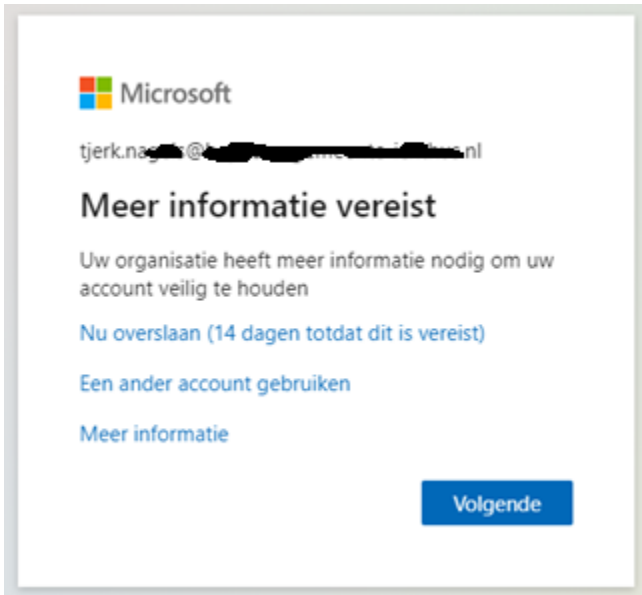 Microsoft
tjerk.na
@
.nl
Meer informatie vereist
Uw organisatie heeft meer informatie nodig om uw
account veilig te houden
Nu overslaan (14 dagen totdat dit is vereist)
Een ander account gebruiken
Meer informatie
Volgende